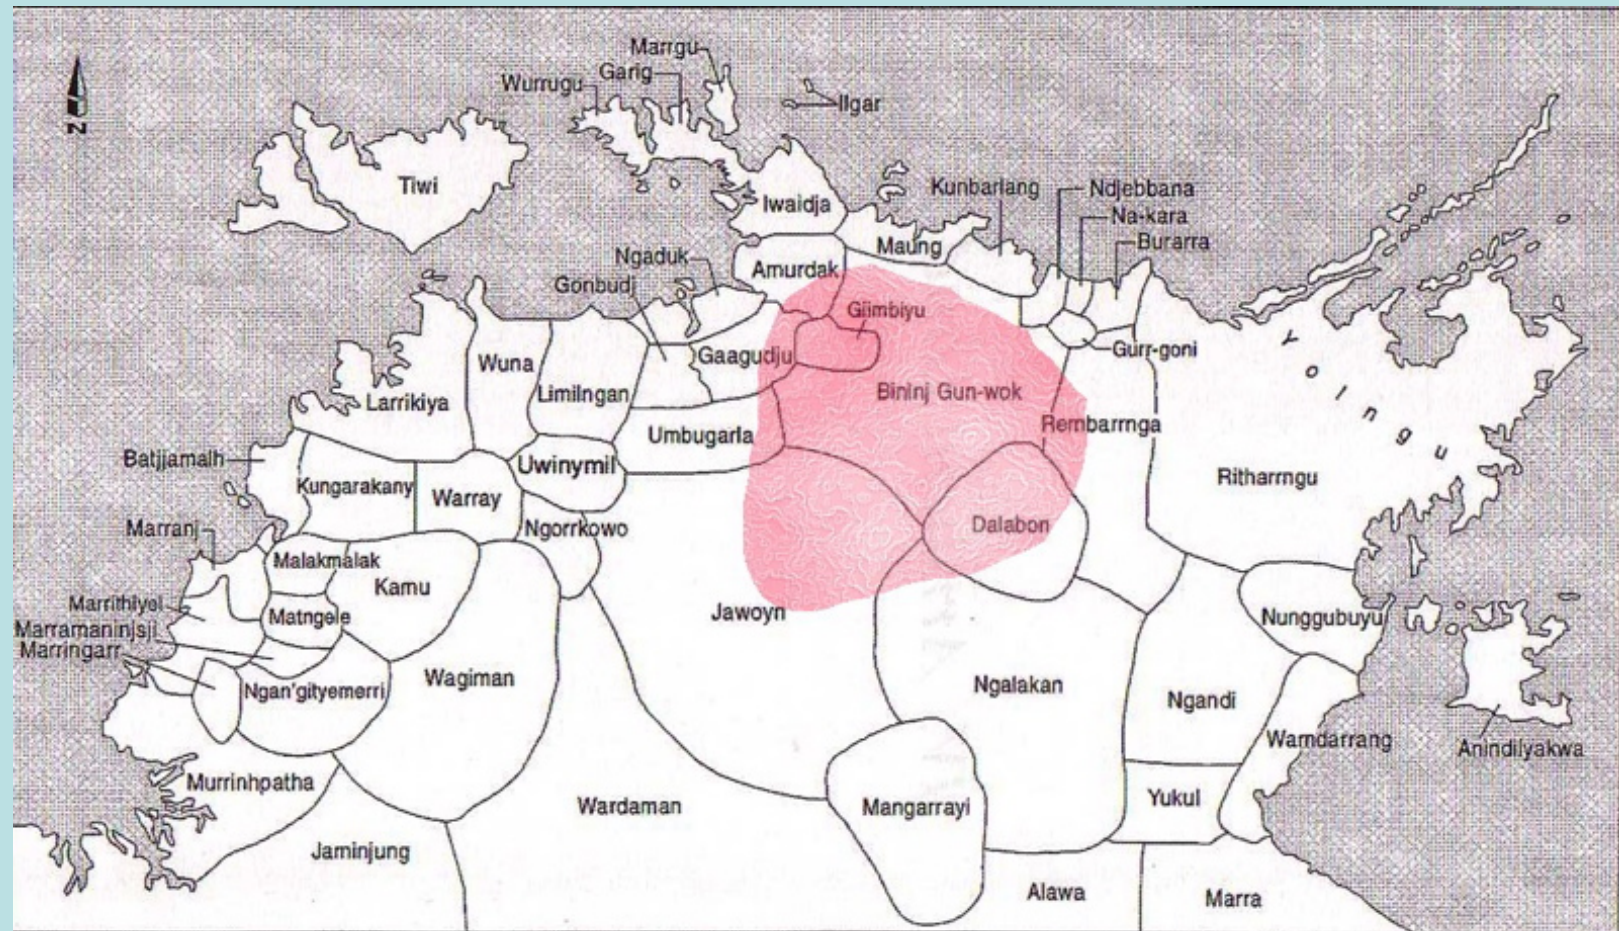 Marrgu
Garig
Wurrugu
Ilgar
N
Tiwi
Kunbarlang
Ndjebbana
Iwaidja
Na-kara
Maung
Burarra
Ngaduk
Amurdak
Gonbudj
Giimbiyu
Yolngu
Wuna
Gaagudju
Gurr-goni
Limilngan
Bininj Gun-wok
Larrikiya
Rembarrnga
Umbugarla
Batjjamalh
Uwinymil
Ritharrngu
Kungarakany
Warray
Marranj
Ngorrkowo
Dalabon
Malakmalak
Kamu
Marrithiyel
Matngele
Jawoyn
Nunggubuyu
Marramaninjsji
Marringarr
Ngan'gityemerri
Wagiman
Ngalakan
Ngandi
Warndarrang
Anindilyakwa
Murrinhpatha
Wardaman
Mangarrayi
Yukul
Jaminjung
Alawa
Marra